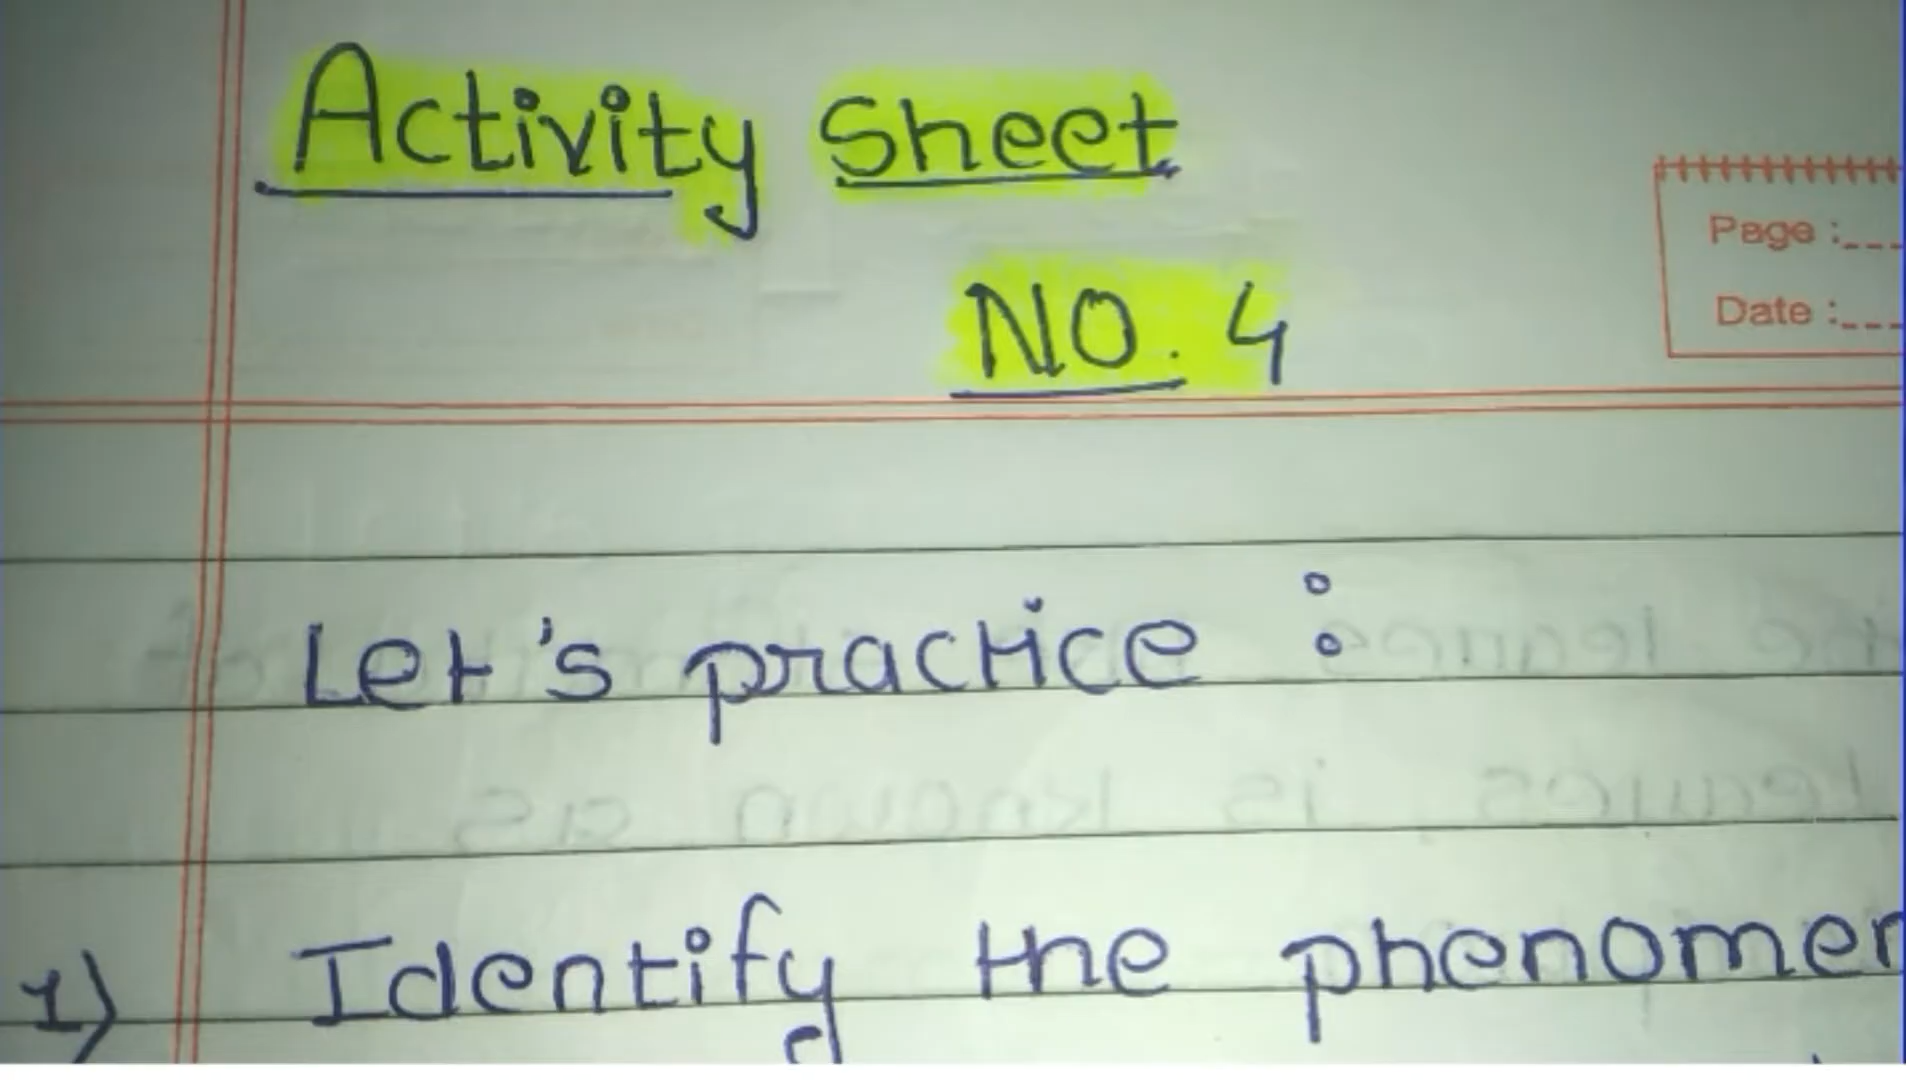 Activity Sheet
NO. 4
Page :
Date :
Let's practice :
1) Identify the phenomen